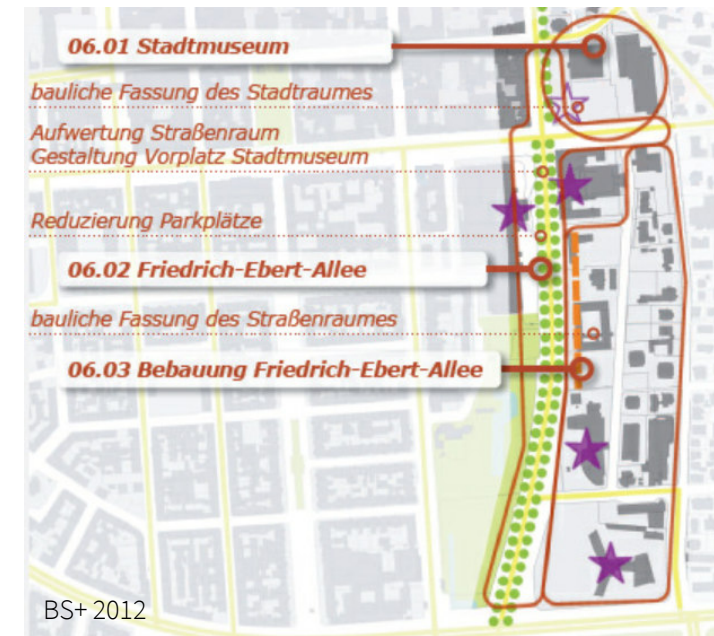 06.01 Stadtmuseum
bauliche Fassung des Stadtraumes
Aufwertung Straßenraum
Gestaltung Vorplatz Stadtmuseum
Reduzierung Parkplätze
06.02 Friedrich-Ebert-Allee
bauliche Fassung des Straßenraumes
06.03 Bebauung Friedrich-Ebert-Allee
BS+ 2012